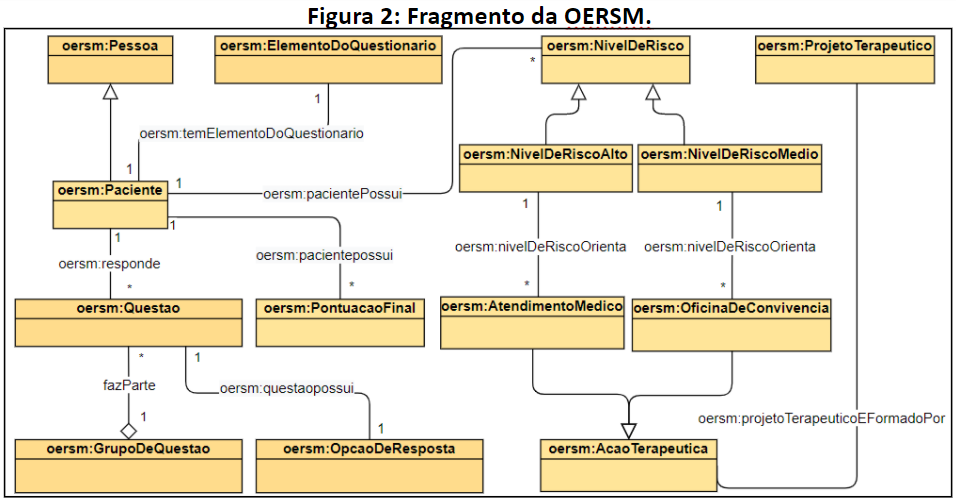 Figura 2: Fragmento da OERSM.
oersm:Pessoa
oersm:ElementoDoQuestionario
oersm:NivelDeRisco
oersm:ProjetoTerapeutico
*
1
oersm:temElementoDoQuestionario
oersm:NivelDeRiscoAlto
oersm:NivelDeRiscoMedio
1
oersm:Paciente
1
oersm:pacientePossui
1
1
1
1
oersm:nivelDeRiscoOrienta
oersm:nivelDeRiscoOrienta
oersm:responde
oersm:pacientepossui
*
*
*
*
oersm:Questao
oersm:PontuacaoFinal
oersm:AtendimentoMedico
oersm:OficinaDeConvivencia
*
1
fazParte
oersm:questaopossui
1
1
oersm:projetoTerapeuticoEFormadoPor
oersm:GrupoDeQuestao
oersm:OpcaoDeResposta
oersm:AcaoTerapeutica